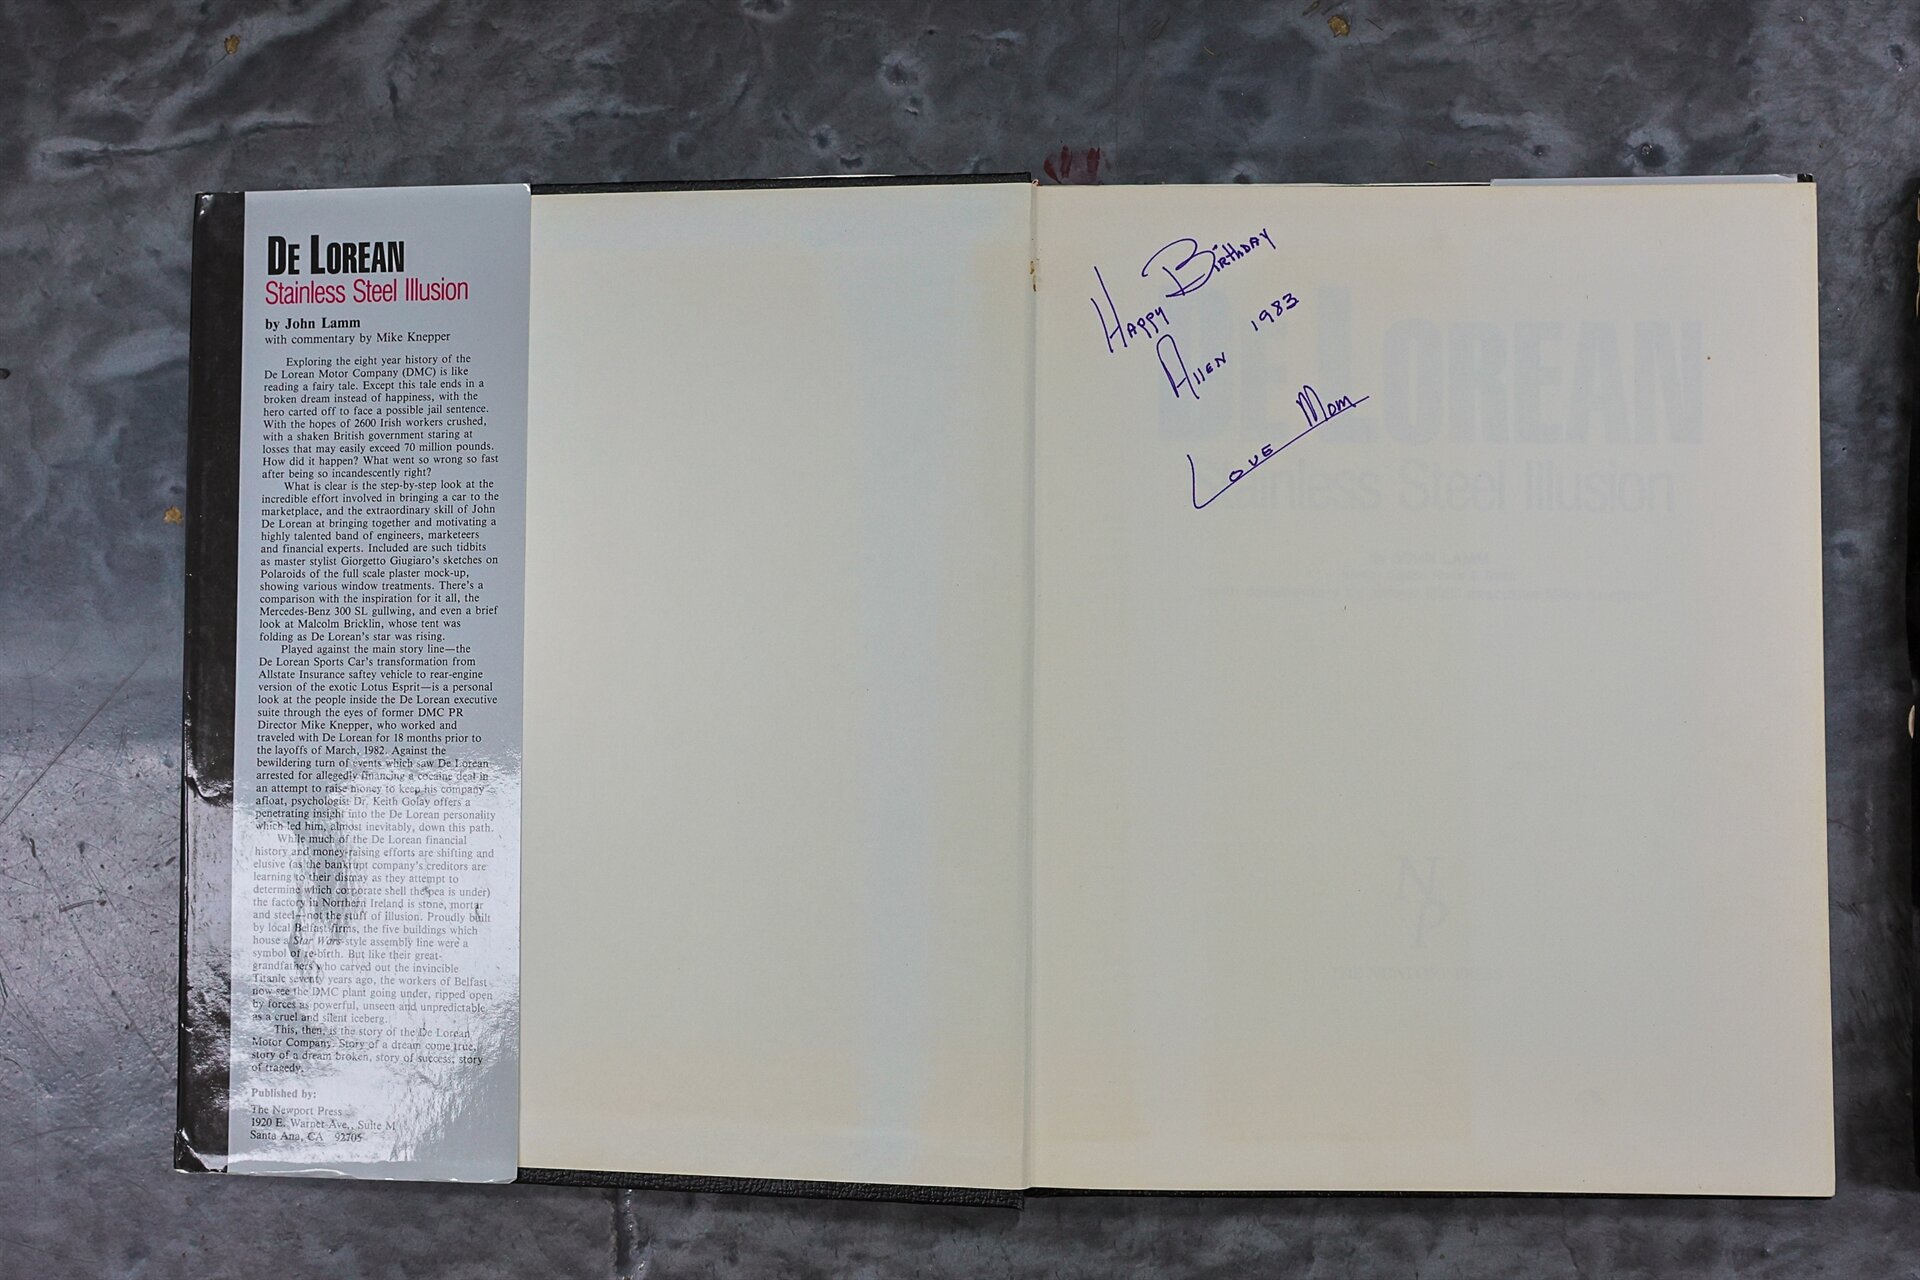 DE LOREAN
Stainless Steel Illusion
by John Lamm
with commentary by Mike Knepper
Exploring the eight year history of the
De Lorean Motor Company (DMC) is like
reading a fairy tale. Except this tale ends in a
broken dream instead of happiness, with the
hero carted off to face a possible jail sentence.
With the hopes of 2600 Irish workers crushed,
with a shaken British government staring at
losses that may easily exceed 70 million pounds.
How did it happen? What went so wrong so fast
after being so incandescently right?
What is clear is the step-by-step look at the
incredible effort involved in bringing a car to the
marketplace, and the extraordinary skill of John
De Lorean at bringing together and motivating a
highly talented band of engineers, marketeers
and financial experts. Included are such tidbits
as master stylist Giorgetto Giugiaro's sketches on
Polaroids of the full scale plaster mock-up,
showing various window treatments. There's a
comparison with the inspiration for it all, the
Mercedes-Benz 300 SL gullwing, and even a brief
look at Malcolm Bricklin, whose tent was
folding as De Lorean's star was rising.
Played against the main story line—the
De Lorean Sports Car's transformation from
Allstate Insurance saftey vehicle to rear-engine
version of the exotic Lotus Esprit—is a personal
look at the people inside the De Lorean executive
suite through the eyes of former DMC PR
Director Mike Knepper, who worked and
traveled with De Lorean for 18 months prior to
the layoffs of March, 1982. Against the
bewildering turn of events which saw De Lorean
arrested for allegedly financing a cocaine deal in
an attempt to raise money to keep his company
afloat, psychologist Dr. Keith Golay offers a
penetrating insight into the De Lorean personality
which led him, almost inevitably, down this path.
While much of the De Lorean financial
history and money-raising efforts are shifting and
elusive (as the bankrupt company's creditors are
learning to their dismay as they attempt to
determine which corporate shell the pea is under)
the factory in Northern Ireland is stone, mortar
and steel—not the stuff of illusion. Proudly built
by local Belfast firms, the five buildings which
house a Star Wars-style assembly line were a
symbol of re-birth. But like their great-
grandfathers who carved out the invincible
Titanic seventy years ago, the workers of Belfast
now see the DMC plant going under, ripped open
by forces as powerful, unseen and unpredictable
as a cruel and silent iceberg.
This, then, is the story of the De Lorean
Motor Company. Story of a dream come true,
story of a dream broken, story of success, story
of tragedy.
Published by:
The Newport Press
1920 E. Warner Ave., Suite M
Santa Ana, CA 92705
Happy Birthday
Allen 1983
Love Mom
DE LOREAN
Stainless Steel Illusion